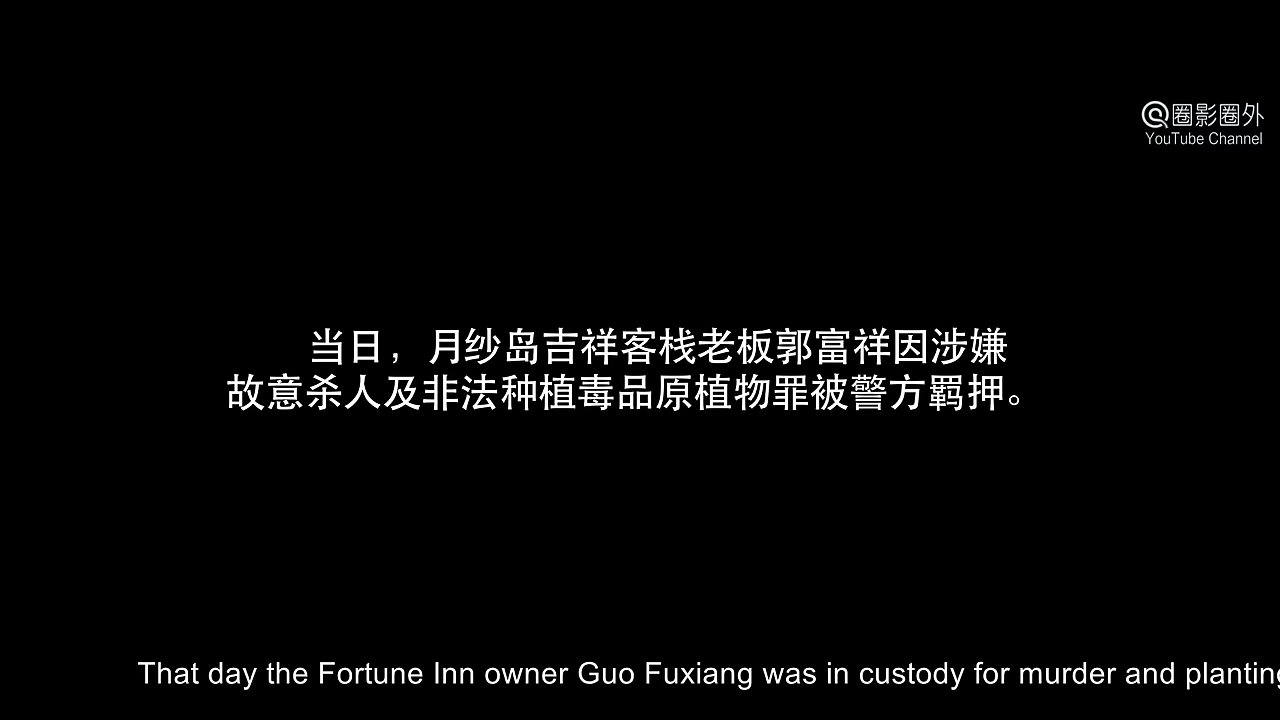 圈影圈外
YouTube Channel
当日，月纱岛吉祥客栈老板郭富祥因涉嫌
故意杀人及非法种植毒品原植物罪被警方羁押。
That day the Fortune Inn owner Guo Fuxiang was in custody for murder and planting